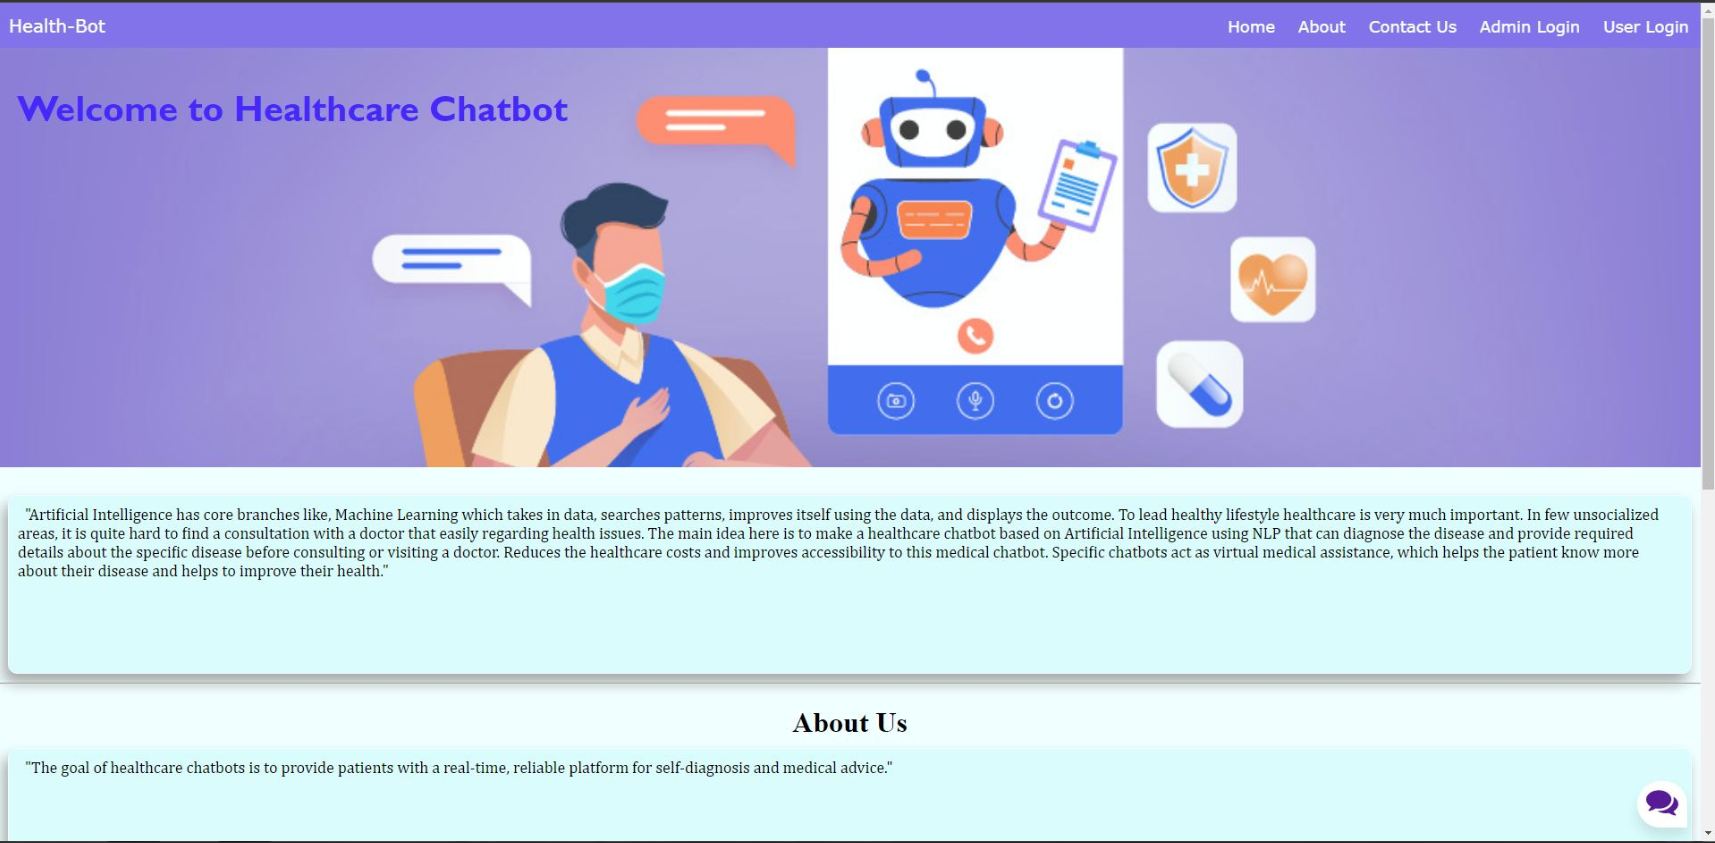 Health-Bot
Home About Contact Us Admin Login User Login
Welcome to Healthcare Chatbot
"Artificial Intelligence has core branches like, Machine Learning which takes in data, searches patterns, improves itself using the data, and displays the outcome. To lead healthy lifestyle healthcare is very much important. In few unsocialized
areas, it is quite hard to find a consultation with a doctor that easily regarding health issues. The main idea here is to make a healthcare chatbot based on Artificial Intelligence using NLP that can diagnose the disease and provide required
details about the specific disease before consulting or visiting a doctor. Reduces the healthcare costs and improves accessibility to this medical chatbot. Specific chatbots act as virtual medical assistance, which helps the patient know more
about their disease and helps to improve their health."
About Us
"The goal of healthcare chatbots is to provide patients with a real-time, reliable platform for self-diagnosis and medical advice."